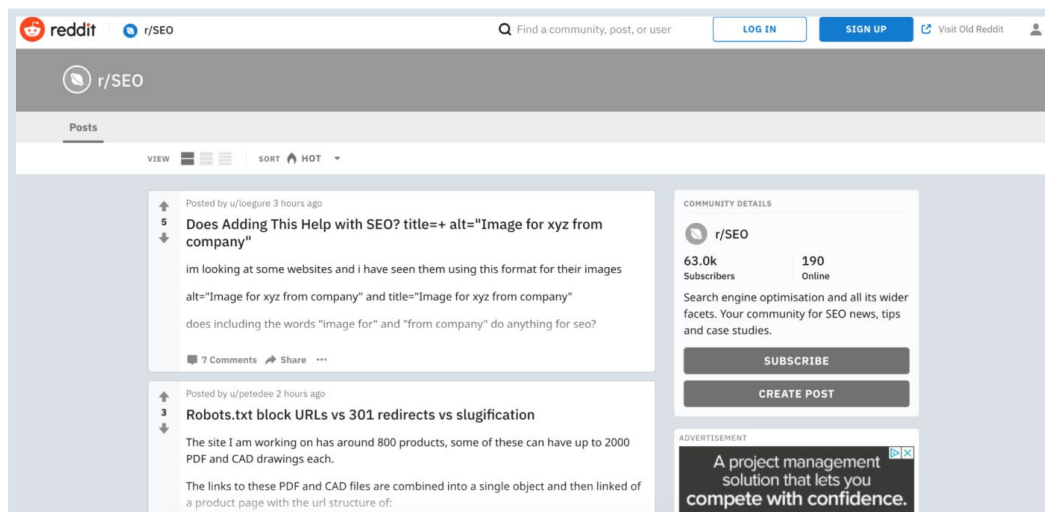 reddit r/SEO Find a community, post, or user LOG IN SIGN UP Visit Old Reddit
r/SEO
Posts
VIEW SORT HOT
Posted by u/loegure 3 hours ago
5
Does Adding This Help with SEO? title=+ alt="Image for xyz from
company"
im looking at some websites and i have seen them using this format for their images
alt="Image for xyz from company" and title="Image for xyz from company"
does including the words "image for" and "from company" do anything for seo?
7 Comments Share ...
Posted by u/petedee 2 hours ago
3
Robots.txt block URLs vs 301 redirects vs slugification
The site I am working on has around 800 products, some of these can have up to 2000
PDF and CAD drawings each.
The links to these PDF and CAD files are combined into a single object and then linked of
a product page with the url structure of:
COMMUNITY DETAILS
r/SEO
63.0k 190
Subscribers Online
Search engine optimisation and all its wider
facets. Your community for SEO news, tips
and case studies.
SUBSCRIBE
CREATE POST
ADVERTISEMENT
A project management
solution that lets you
compete with confidence.